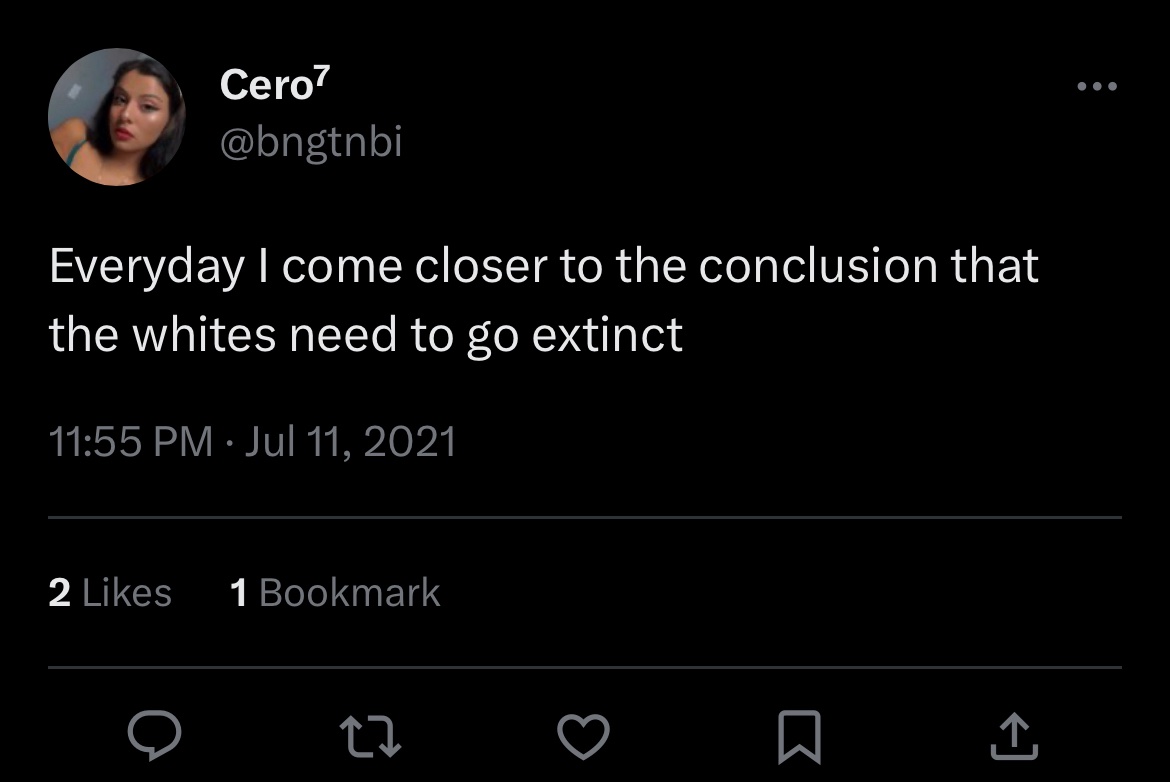 Cero⁷
@bngtnbi
Everyday I come closer to the conclusion that
the whites need to go extinct
11:55 PM · Jul 11, 2021
2 Likes 1 Bookmark